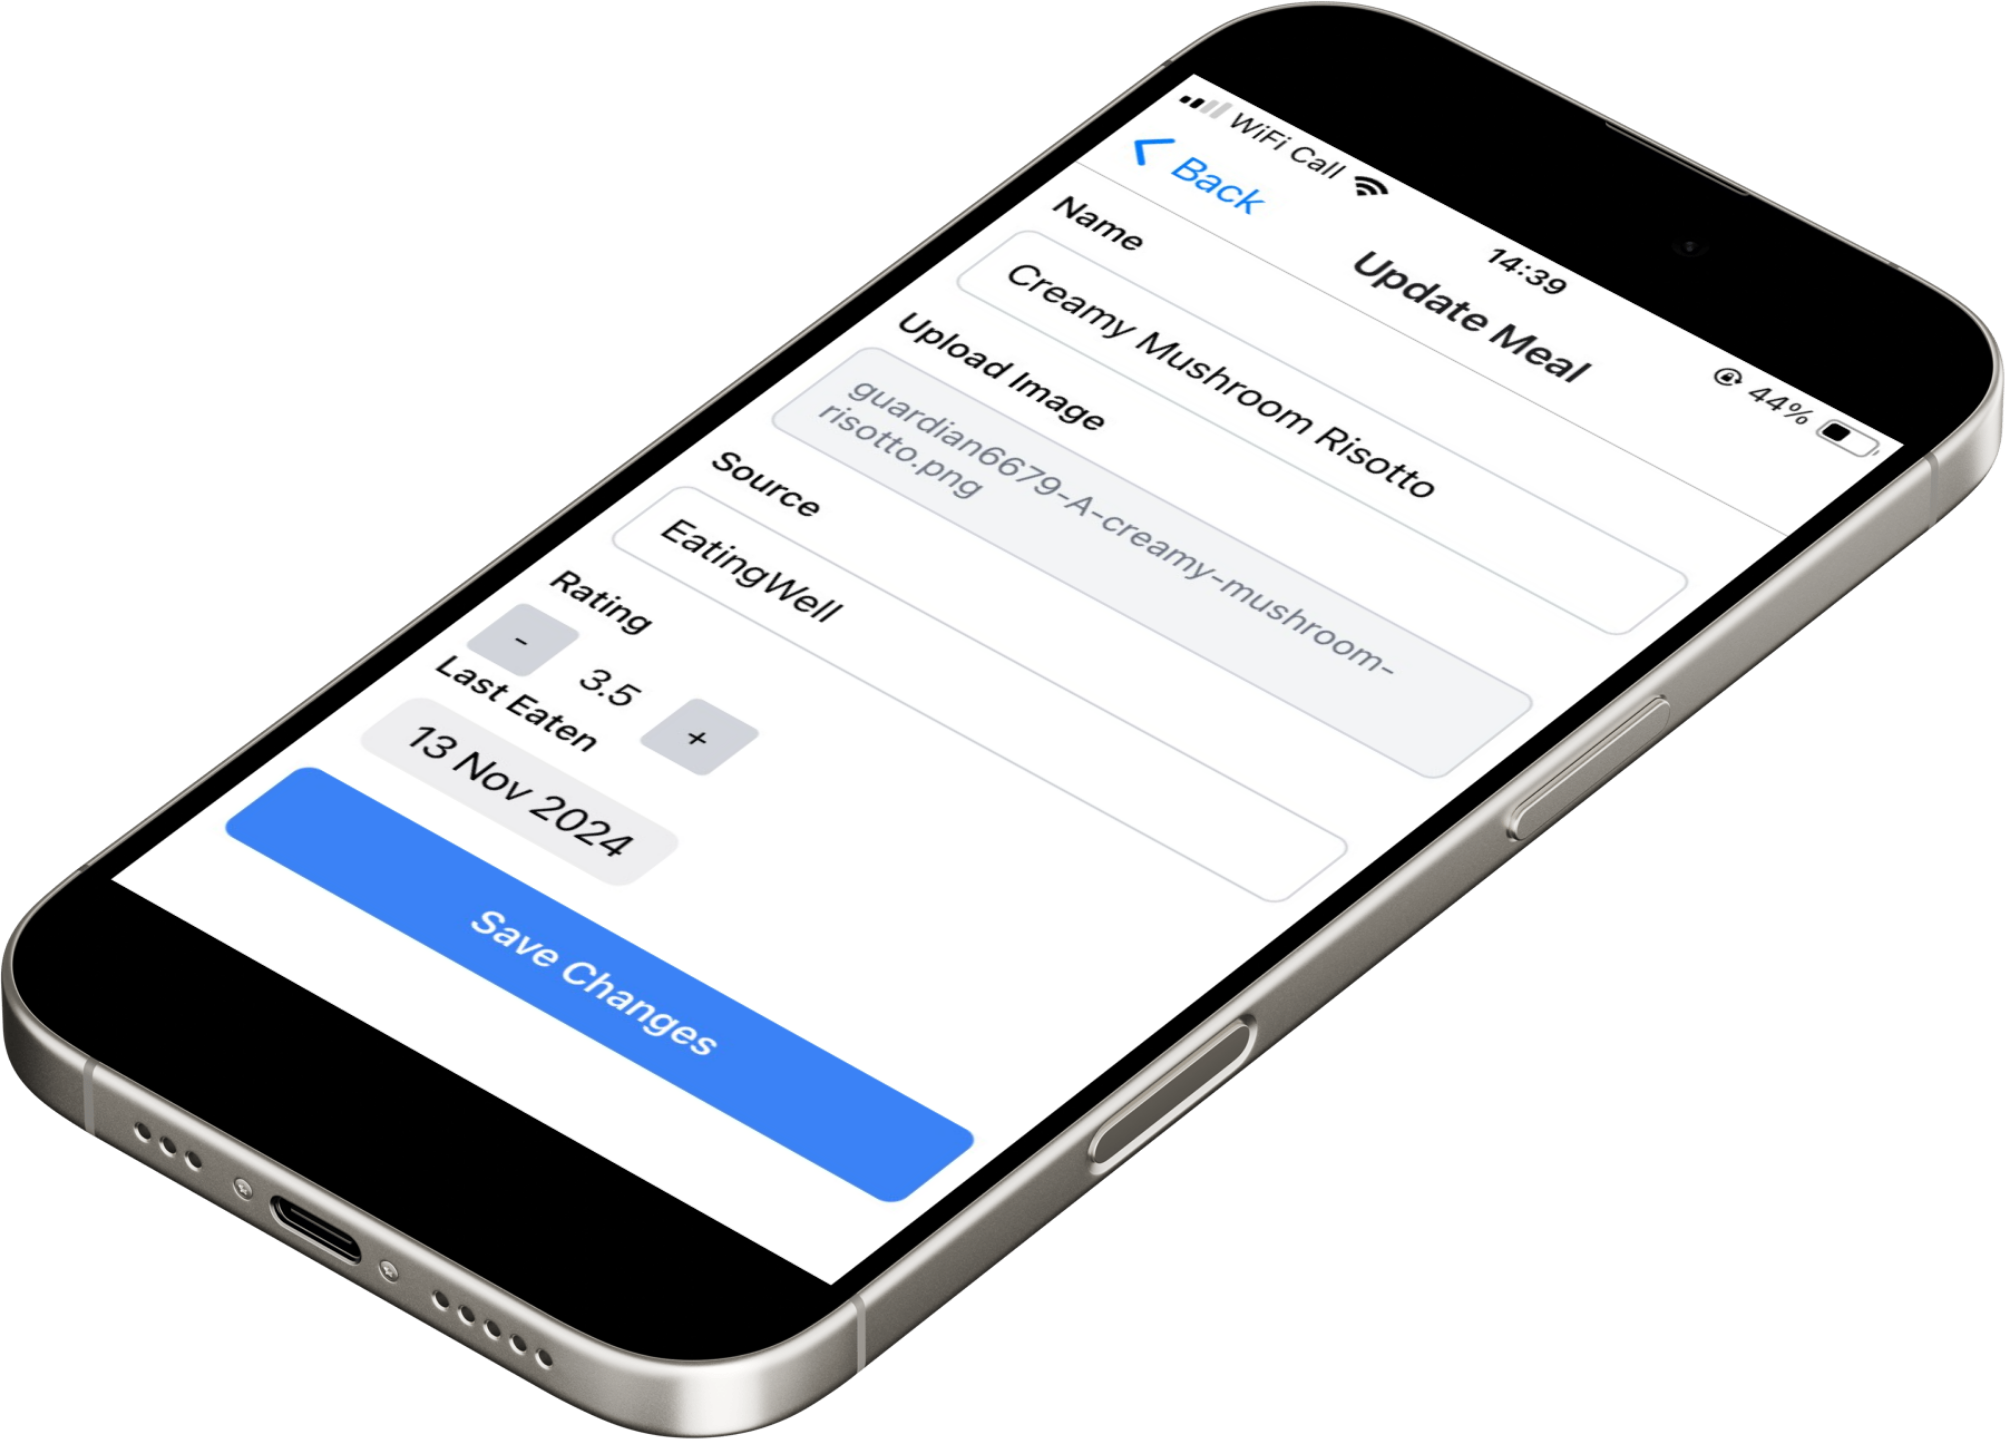 WiFi Call 14:39 44%
Back
Update Meal
Name
Creamy Mushroom Risotto
Upload Image
guardian6679-A-creamy-mushroom-
risotto.png
Source
EatingWell
Rating
- 3.5 +
Last Eaten
13 Nov 2024
Save Changes